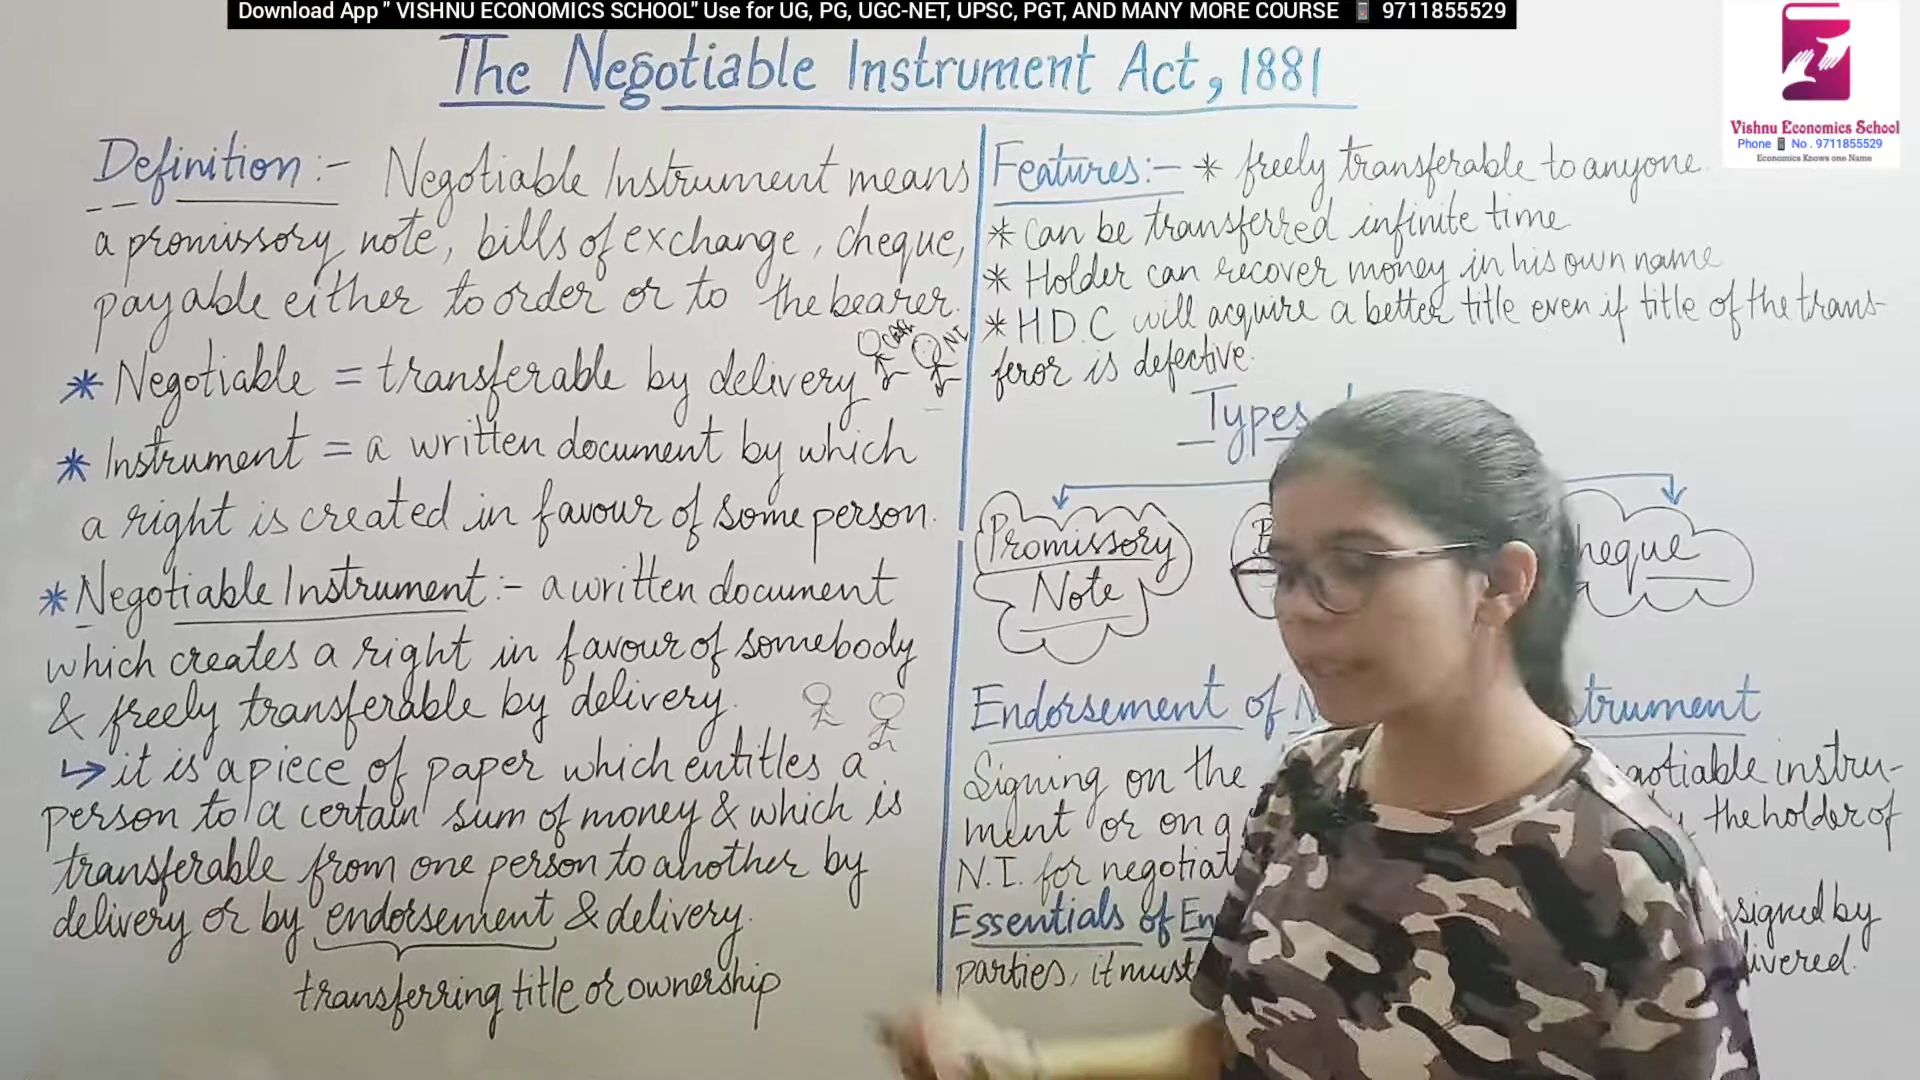 Download App " VISHNU ECONOMICS SCHOOL" Use for UG, PG, UGC-NET, UPSC, PGT, AND MANY MORE COURSE 9711855529
The Negotiable Instrument Act, 1881
Vishnu Economics School
Phone No. 9711855529
Economics Knows one Name
Definition :- Negotiable Instrument means
a promissory note, bills of exchange, cheque,
payable either to order or to the bearer.
* Negotiable = transferable by delivery
NI
* Instrument = a written document by which
a right is created in favour of some person.
* Negotiable Instrument :- a written document
which creates a right in favour of somebody
& freely transferable by delivery.
↳ it is a piece of paper which entitles a
person to a certain sum of money & which is
transferable from one person to another by
delivery or by endorsement & delivery.
transferring title or ownership
Features :- * freely transferable to anyone.
* Can be transferred infinite time
* Holder can recover money in his own name
* H.D.C will acquire a better title even if title of the trans-
feror is defective.
Types
Promissory
Note
heque
Endorsement of N trument
Signing on the gotiable instru-
ment or on a the holder of
N.I. for negotiat
Essentials of En signed by
parties, it must livered.